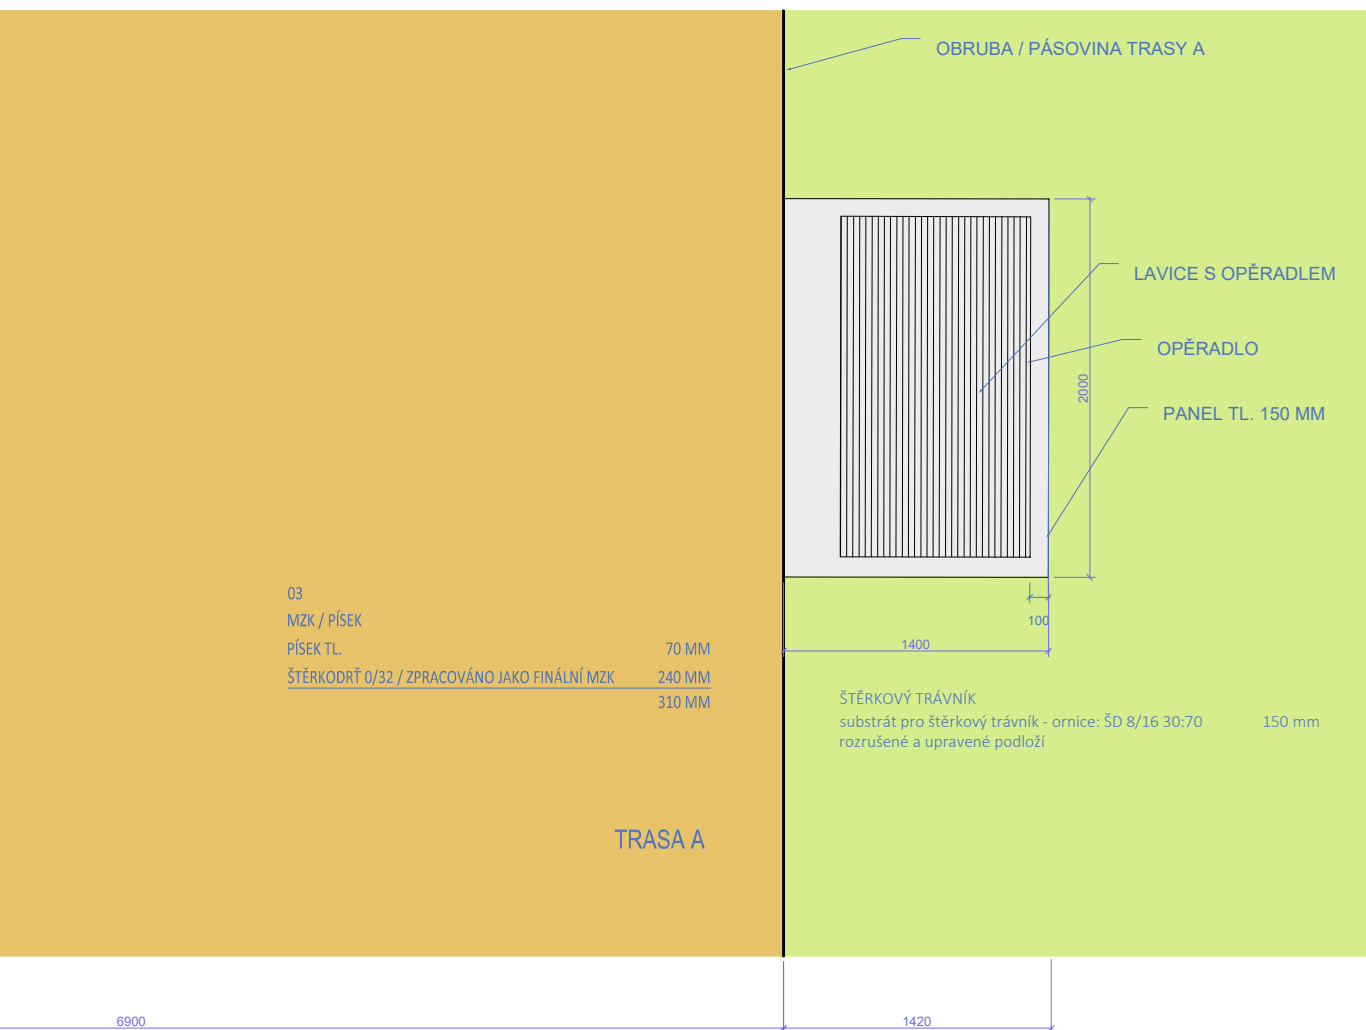 OBRUBA / PÁSOVINA TRASY A
LAVICE S OPĚRADLEM
OPĚRADLO
2000
PANEL TL. 150 MM
03
MZK / PÍSEK
PÍSEK TL. 70 MM
ŠTĚRKODRŤ 0/32 / ZPRACOVÁNO JAKO FINÁLNÍ MZK 240 MM
310 MM
100
1400
ŠTĚRKOVÝ TRÁVNÍK
substrát pro štěrkový trávník - ornice: ŠD 8/16 30:70 150 mm
rozrušené a upravené podloží
TRASA A
6900
1420